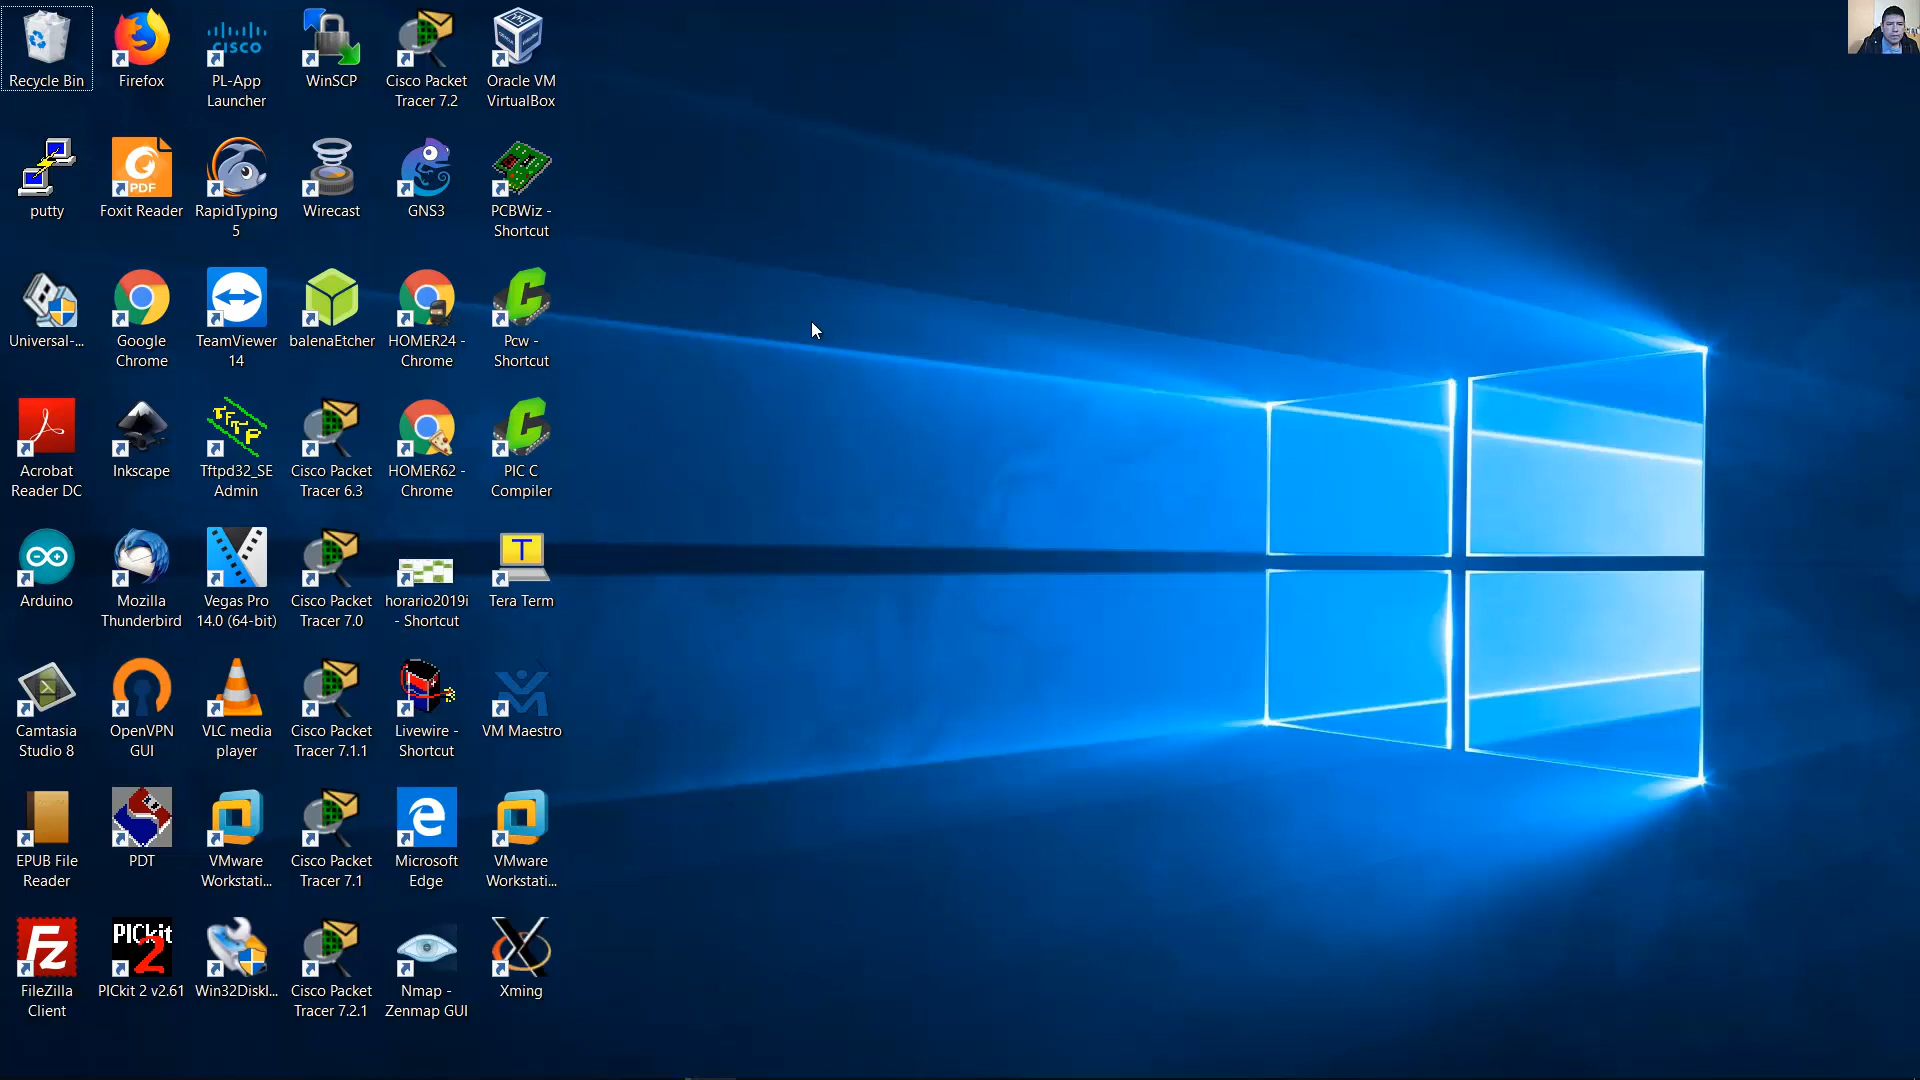 Recycle Bin
Firefox
CISCO
PL-App
Launcher
WinSCP
Cisco Packet
Tracer 7.2
Oracle VM
VirtualBox
putty
PDF
Foxit Reader
RapidTyping
5
Wirecast
GNS3
PCBWiz -
Shortcut
Universal-...
Google
Chrome
TeamViewer
14
balenaEtcher
HOMER24 -
Chrome
C
Pcw -
Shortcut
Acrobat
Reader DC
Inkscape
TFTP
Tftpd32_SE
Admin
Cisco Packet
Tracer 6.3
HOMER62 -
Chrome
C
PIC C
Compiler
Arduino
Mozilla
Thunderbird
Vegas Pro
14.0 (64-bit)
Cisco Packet
Tracer 7.0
horario2019i
- Shortcut
T
Tera Term
Camtasia
Studio 8
OpenVPN
GUI
VLC media
player
Cisco Packet
Tracer 7.1.1
Livewire -
Shortcut
VM Maestro
EPUB File
Reader
PDT
VMware
Workstati...
Cisco Packet
Tracer 7.1
Microsoft
Edge
VMware
Workstati...
Fz
FileZilla
Client
PICkit
2
PICkit 2 v2.61
Win32DiskI...
Cisco Packet
Tracer 7.2.1
Nmap -
Zenmap GUI
X
Xming